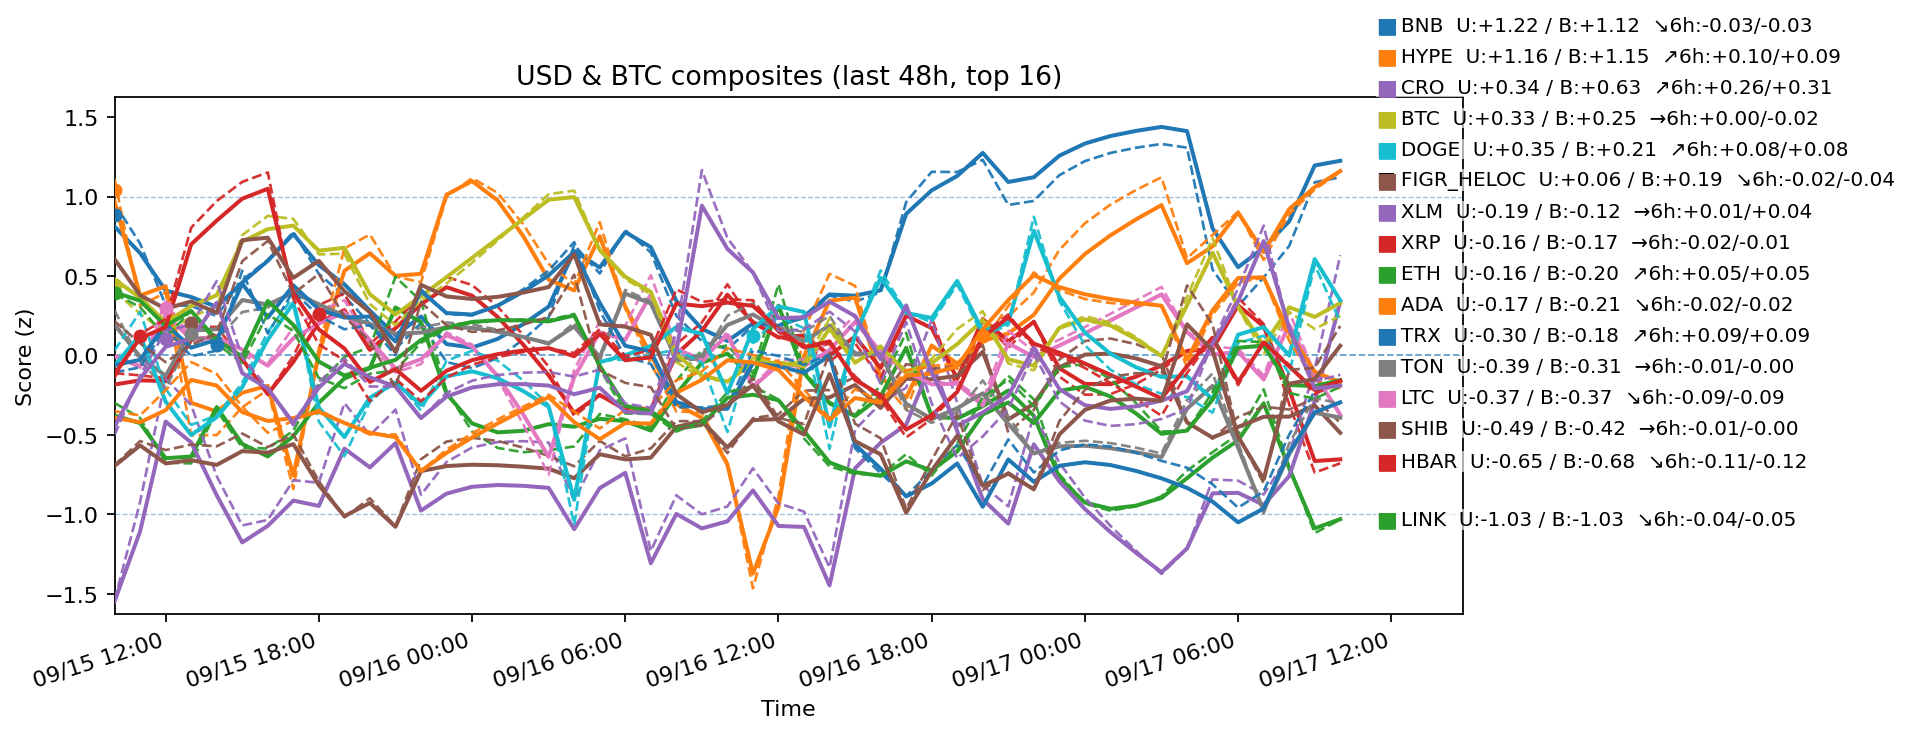 USD & BTC composites (last 48h, top 16)
BNB U:+1.22 / B:+1.12 ↘6h:-0.03/-0.03
HYPE U:+1.16 / B:+1.15 ↗6h:+0.10/+0.09
CRO U:+0.34 / B:+0.63 ↗6h:+0.26/+0.31
BTC U:+0.33 / B:+0.25 →6h:+0.00/-0.02
DOGE U:+0.35 / B:+0.21 ↗6h:+0.08/+0.08
FIGR_HELOC U:+0.06 / B:+0.19 ↘6h:-0.02/-0.04
XLM U:-0.19 / B:-0.12 →6h:+0.01/+0.04
XRP U:-0.16 / B:-0.17 →6h:-0.02/-0.01
ETH U:-0.16 / B:-0.20 ↗6h:+0.05/+0.05
ADA U:-0.17 / B:-0.21 ↘6h:-0.02/-0.02
TRX U:-0.30 / B:-0.18 ↗6h:+0.09/+0.09
TON U:-0.39 / B:-0.31 →6h:-0.01/-0.00
LTC U:-0.37 / B:-0.37 ↘6h:-0.09/-0.09
SHIB U:-0.49 / B:-0.42 →6h:-0.01/-0.00
HBAR U:-0.65 / B:-0.68 ↘6h:-0.11/-0.12
LINK U:-1.03 / B:-1.03 ↘6h:-0.04/-0.05
Score (z)
1.5
1.0
0.5
0.0
−0.5
−1.0
−1.5
09/15 12:00
09/15 18:00
09/16 00:00
09/16 06:00
09/16 12:00
09/16 18:00
09/17 00:00
09/17 06:00
09/17 12:00
Time